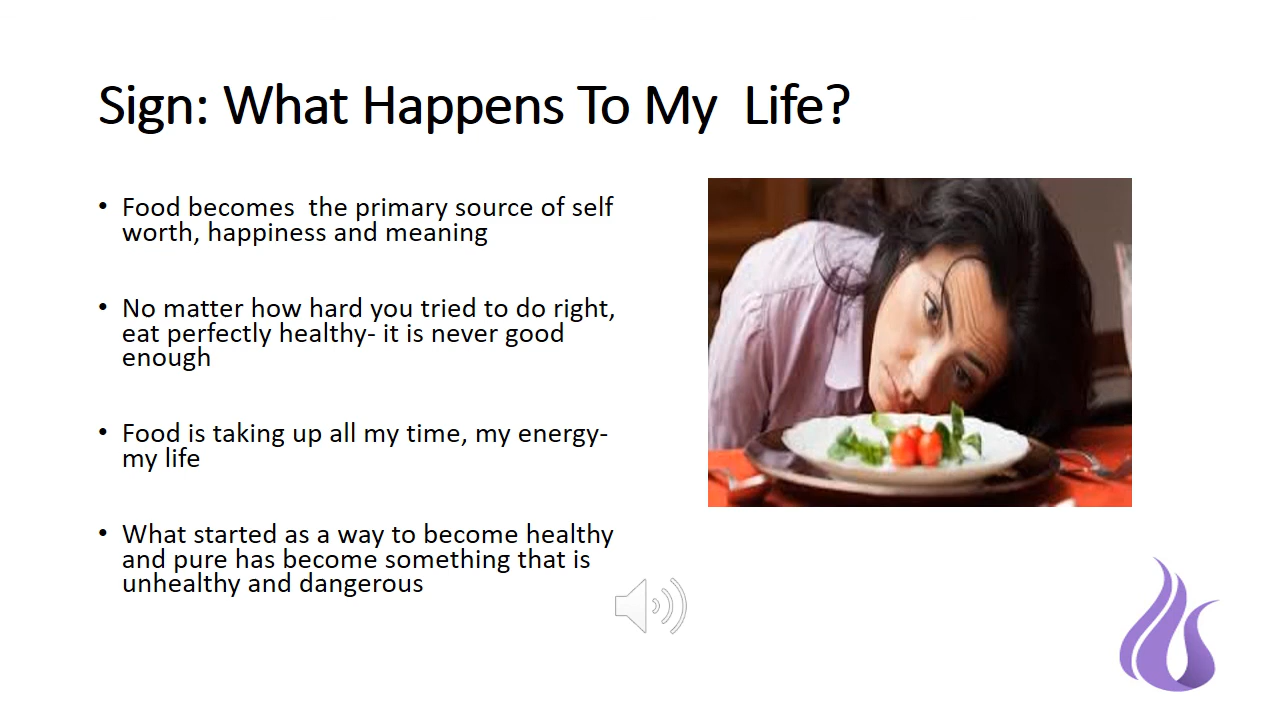 Sign: What Happens To My  Life?
• Food becomes  the primary source of self
worth, happiness and meaning
• No matter how hard you tried to do right,
eat perfectly healthy- it is never good
enough
• Food is taking up all my time, my energy-
my life
• What started as a way to become healthy
and pure has become something that is
unhealthy and dangerous